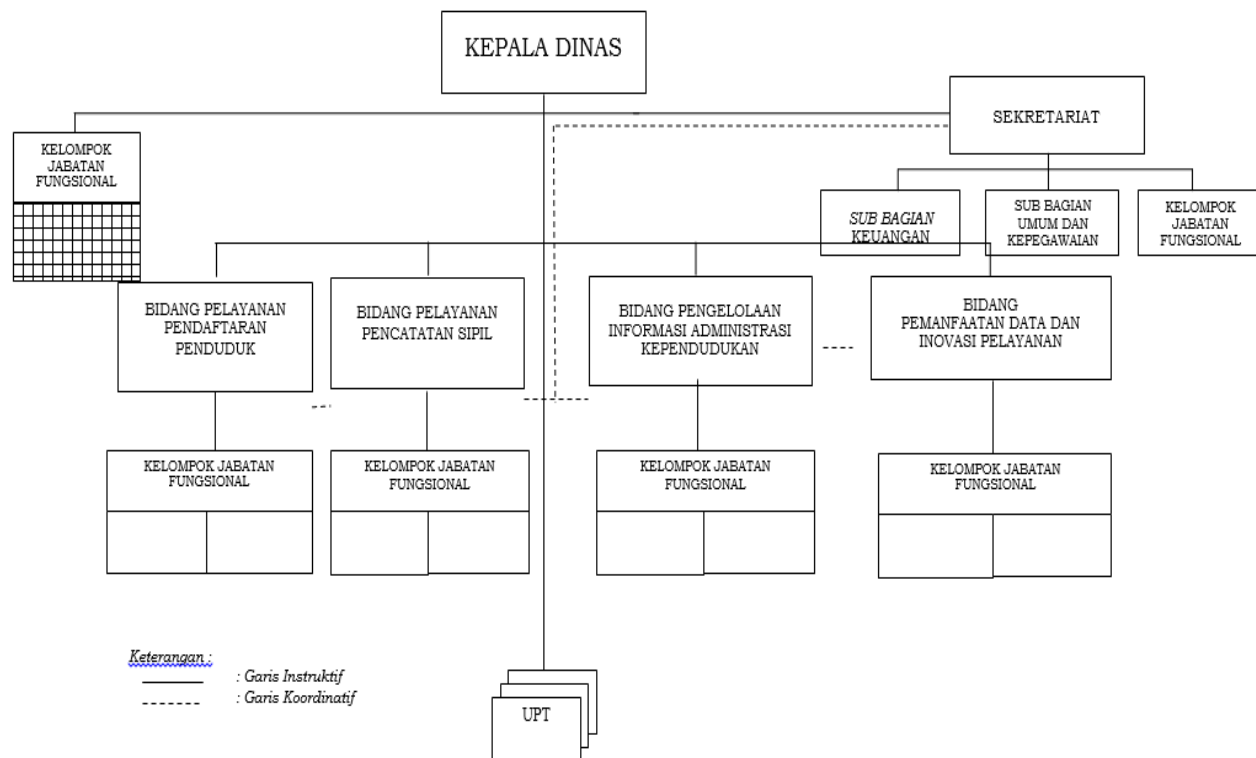 KEPALA DINAS
SEKRETARIAT
KELOMPOK
JABATAN
FUNGSIONAL
SUB BAGIAN
KEUANGAN
SUB BAGIAN
UMUM DAN
KEPEGAWAIAN
KELOMPOK
JABATAN
FUNGSIONAL
BIDANG PELAYANAN
PENDAFTARAN
PENDUDUK
BIDANG PELAYANAN
PENCATATAN SIPIL
BIDANG PENGELOLAAN
INFORMASI ADMINISTRASI
KEPENDUDUKAN
BIDANG
PEMANFAATAN DATA DAN
INOVASI PELAYANAN
KELOMPOK JABATAN
FUNGSIONAL
KELOMPOK JABATAN
FUNGSIONAL
KELOMPOK JABATAN
FUNGSIONAL
KELOMPOK JABATAN
FUNGSIONAL
Keterangan :
: Garis Instruktif
: Garis Koordinatif
UPT